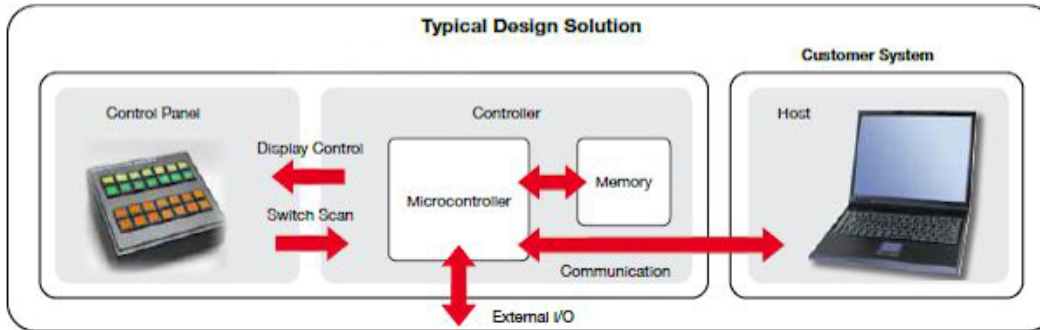 Typical Design Solution
Customer System
Control Panel
Controller
Host
Display Control
Switch Scan
Microcontroller
Memory
Communication
External I/O